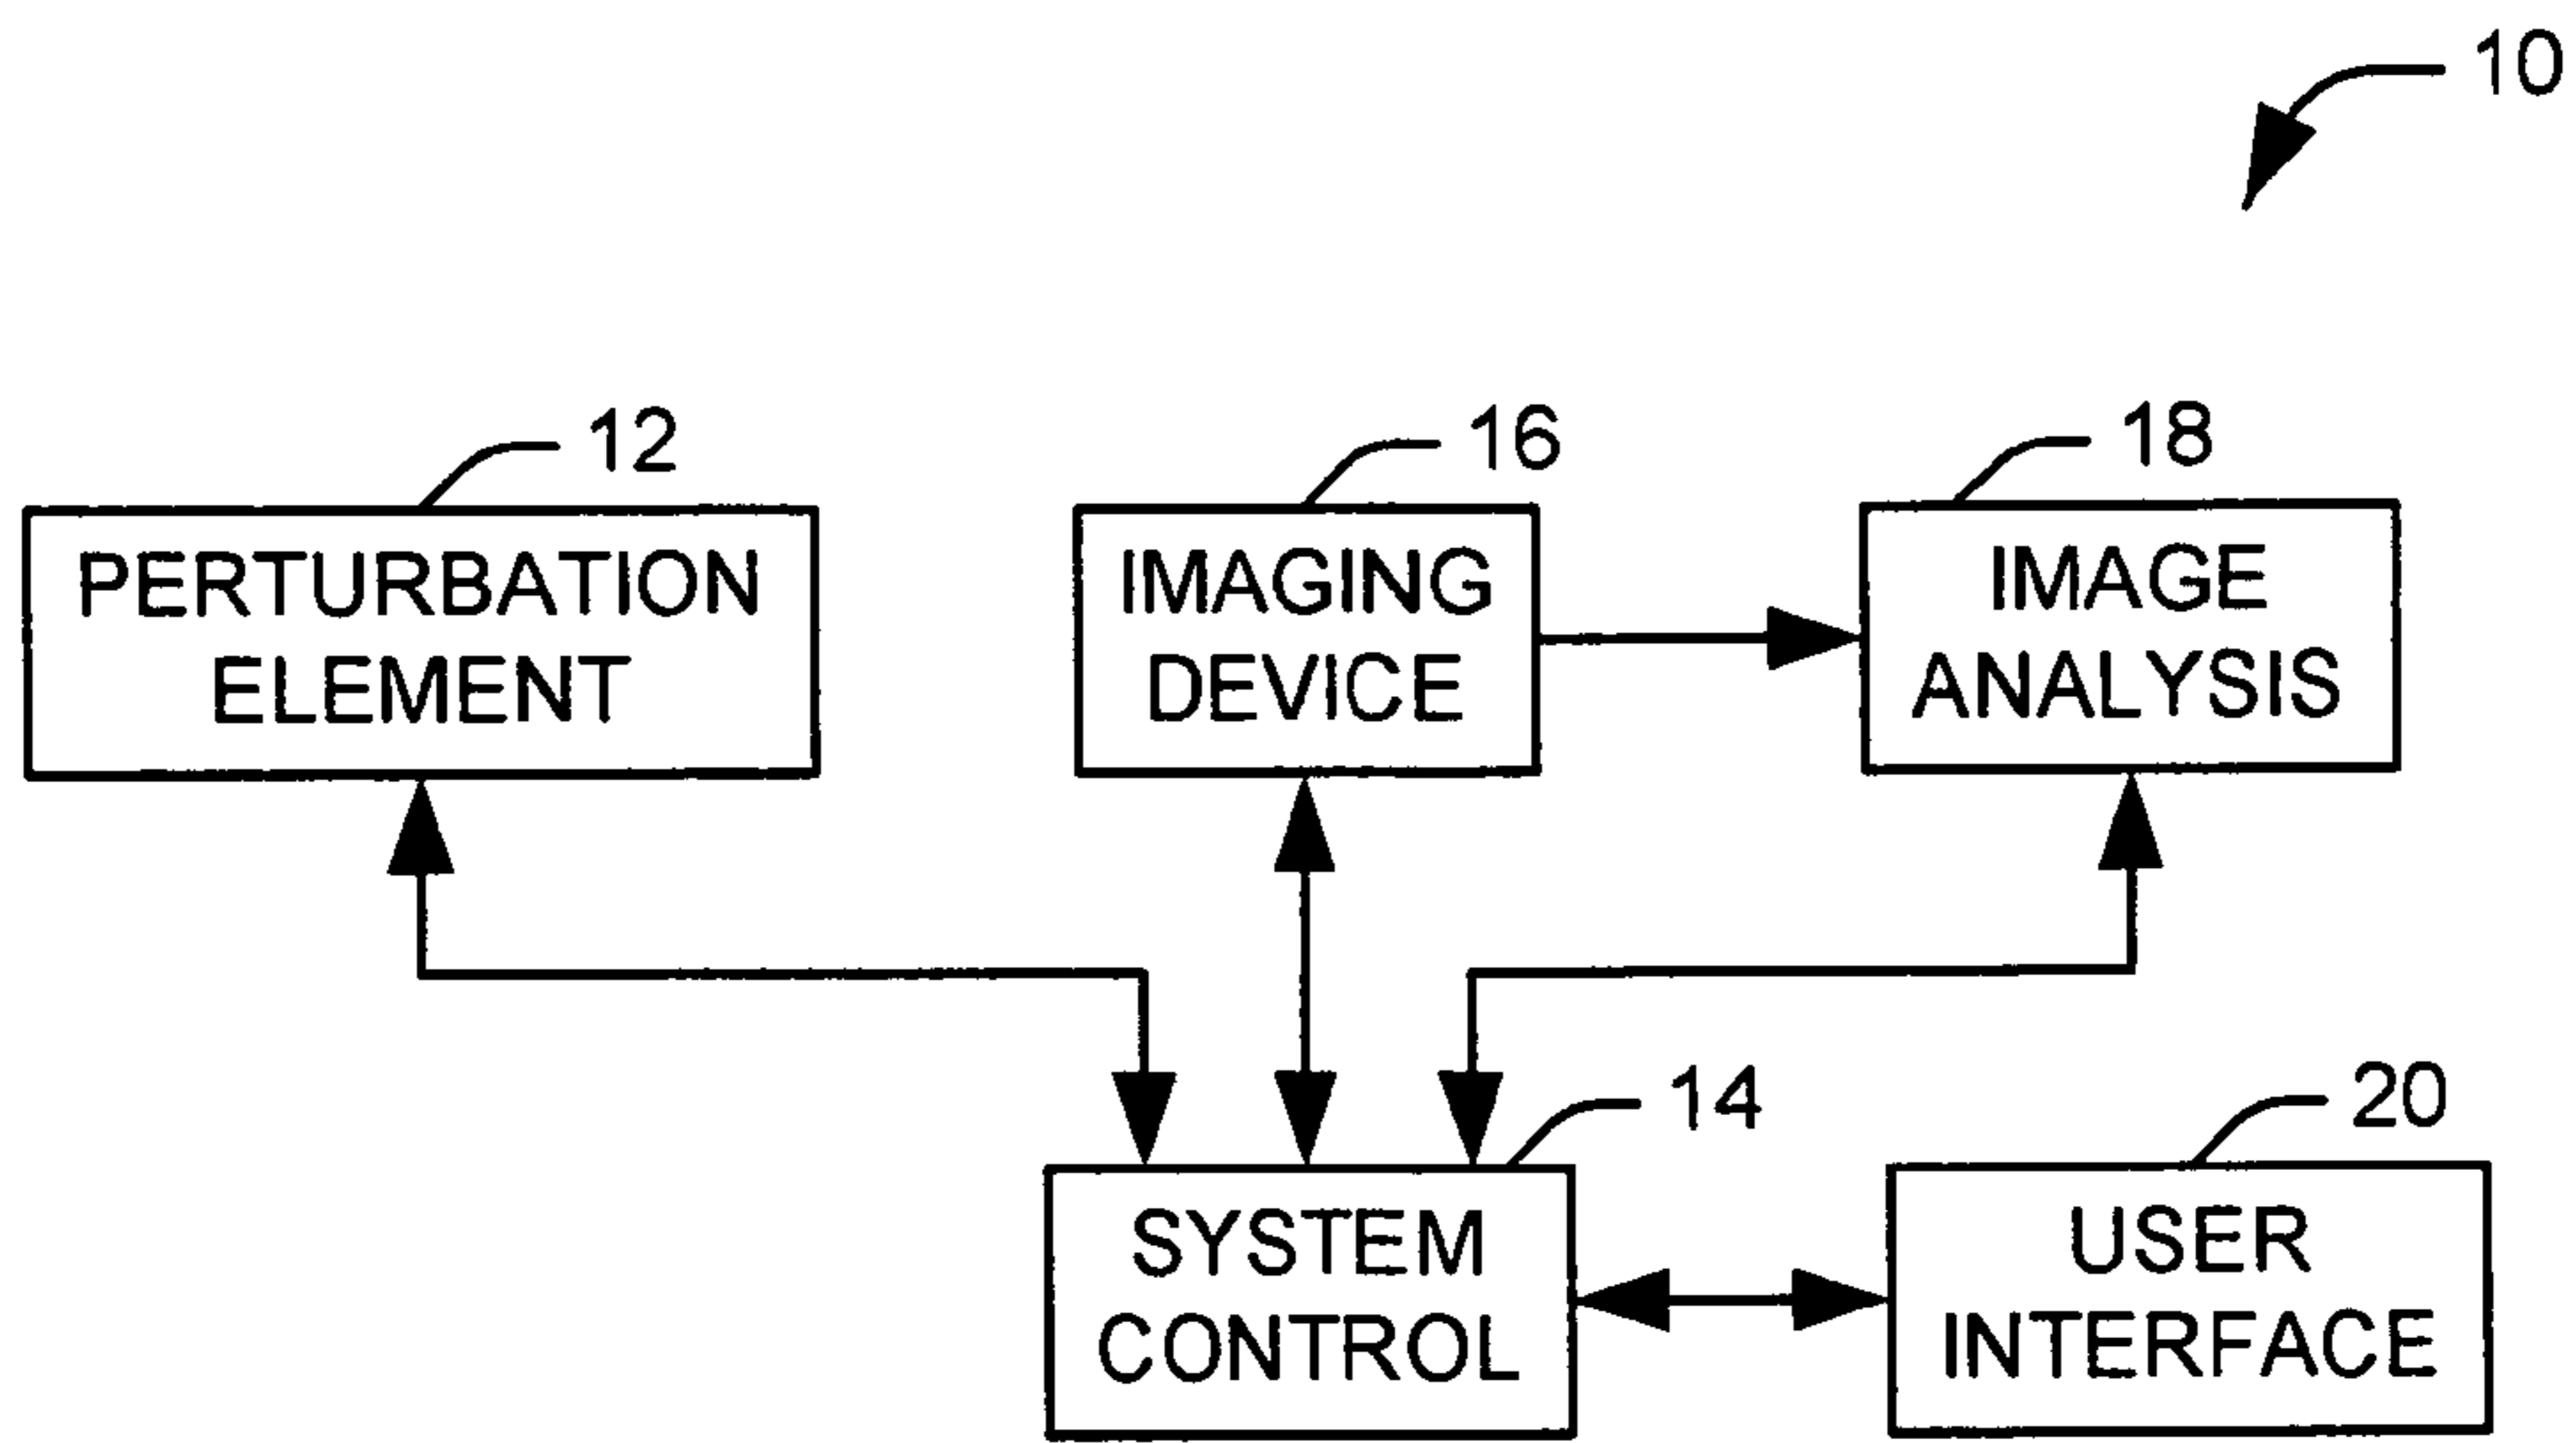 10
12
16
18
PERTURBATION
ELEMENT
IMAGING
DEVICE
IMAGE
ANALYSIS
14
20
SYSTEM
CONTROL
USER
INTERFACE